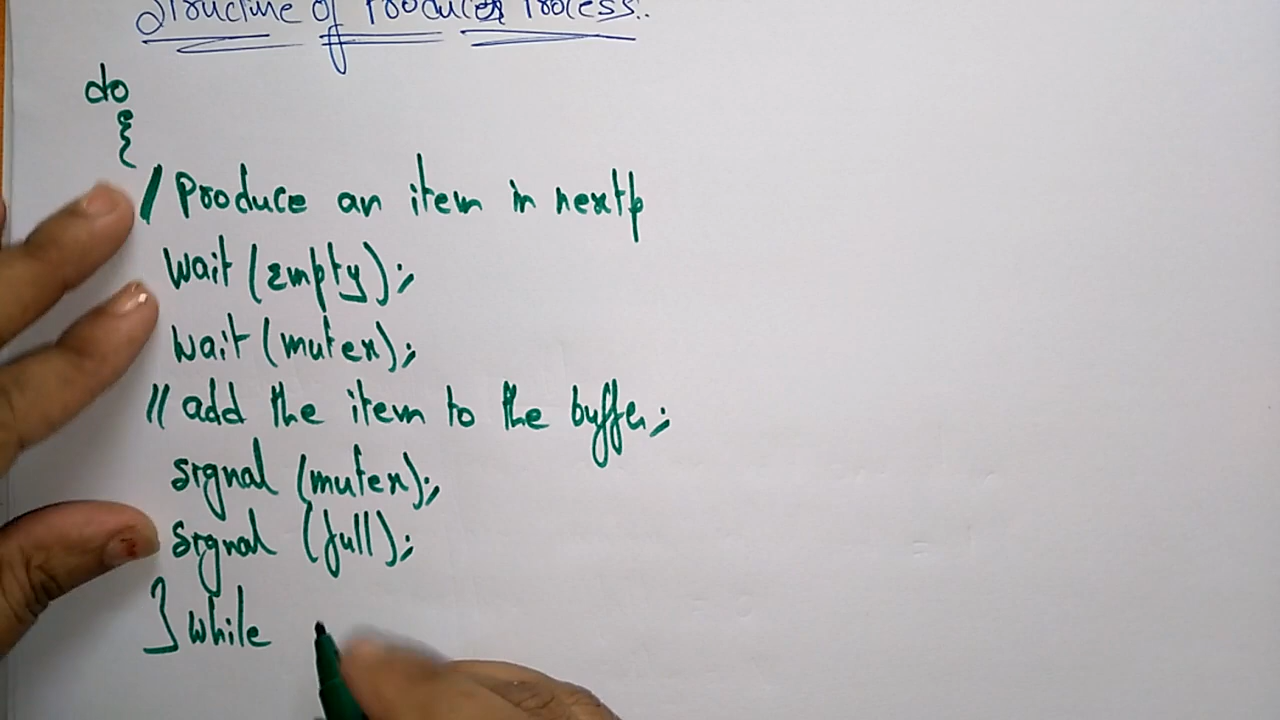 Structure of Producer Process..
do
{
// Produce an item in nextp
wait (empty);
wait (mutex);
// add the item to the buffer;
signal (mutex);
signal (full);
} while